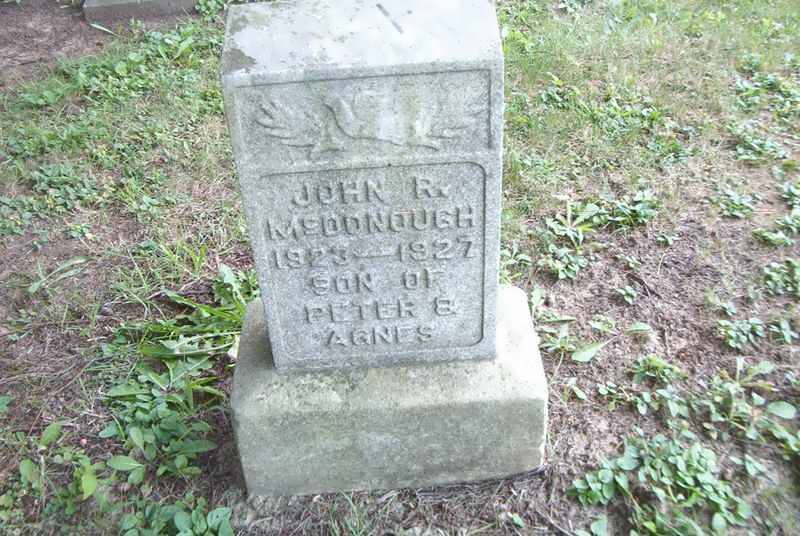 JOHN R.
McDONOUGH
1923—1927
SON OF
PETER &
AGNES